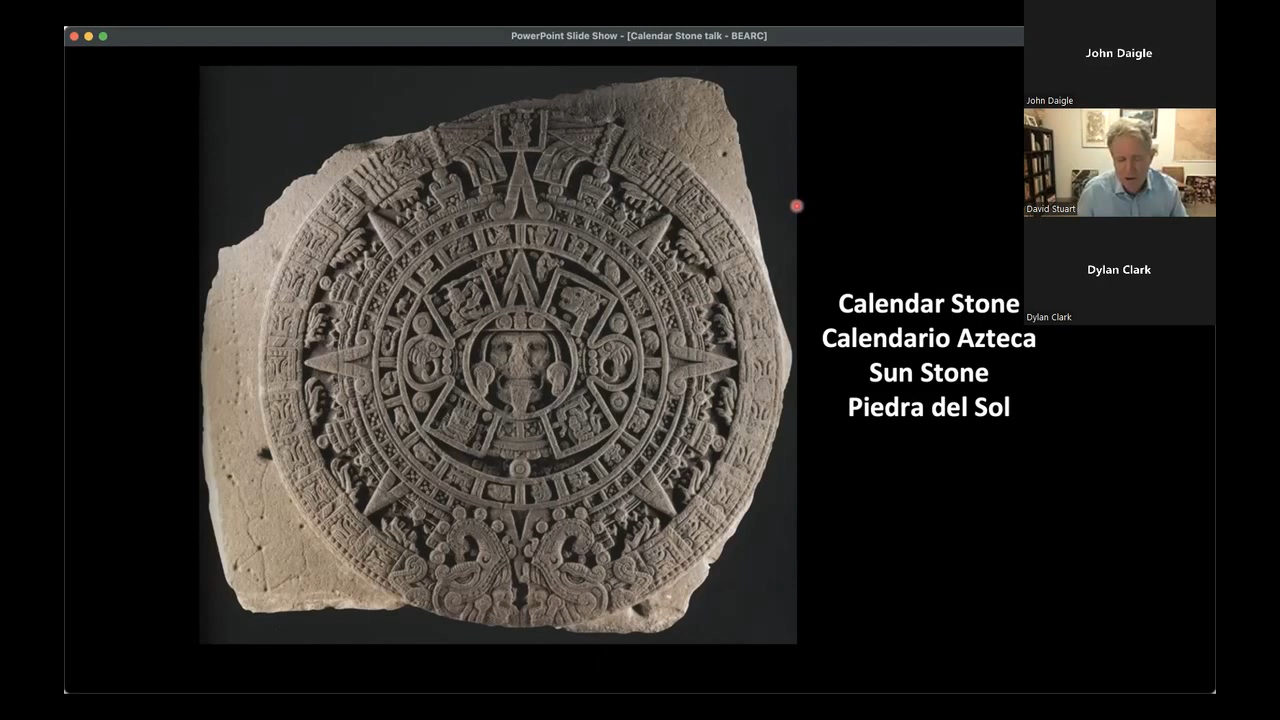 PowerPoint Slide Show - [Calendar Stone talk - BEARC]
John Daigle
John Daigle
David Stuart
Dylan Clark
Dylan Clark
Calendar Stone
Calendario Azteca
Sun Stone
Piedra del Sol